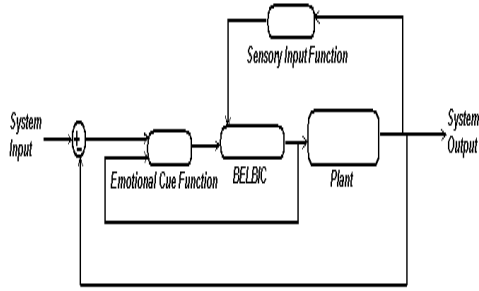 Sensory Input Function
System
Input
±
Emotional Cue Function
BELBIC
Plant
System
Output